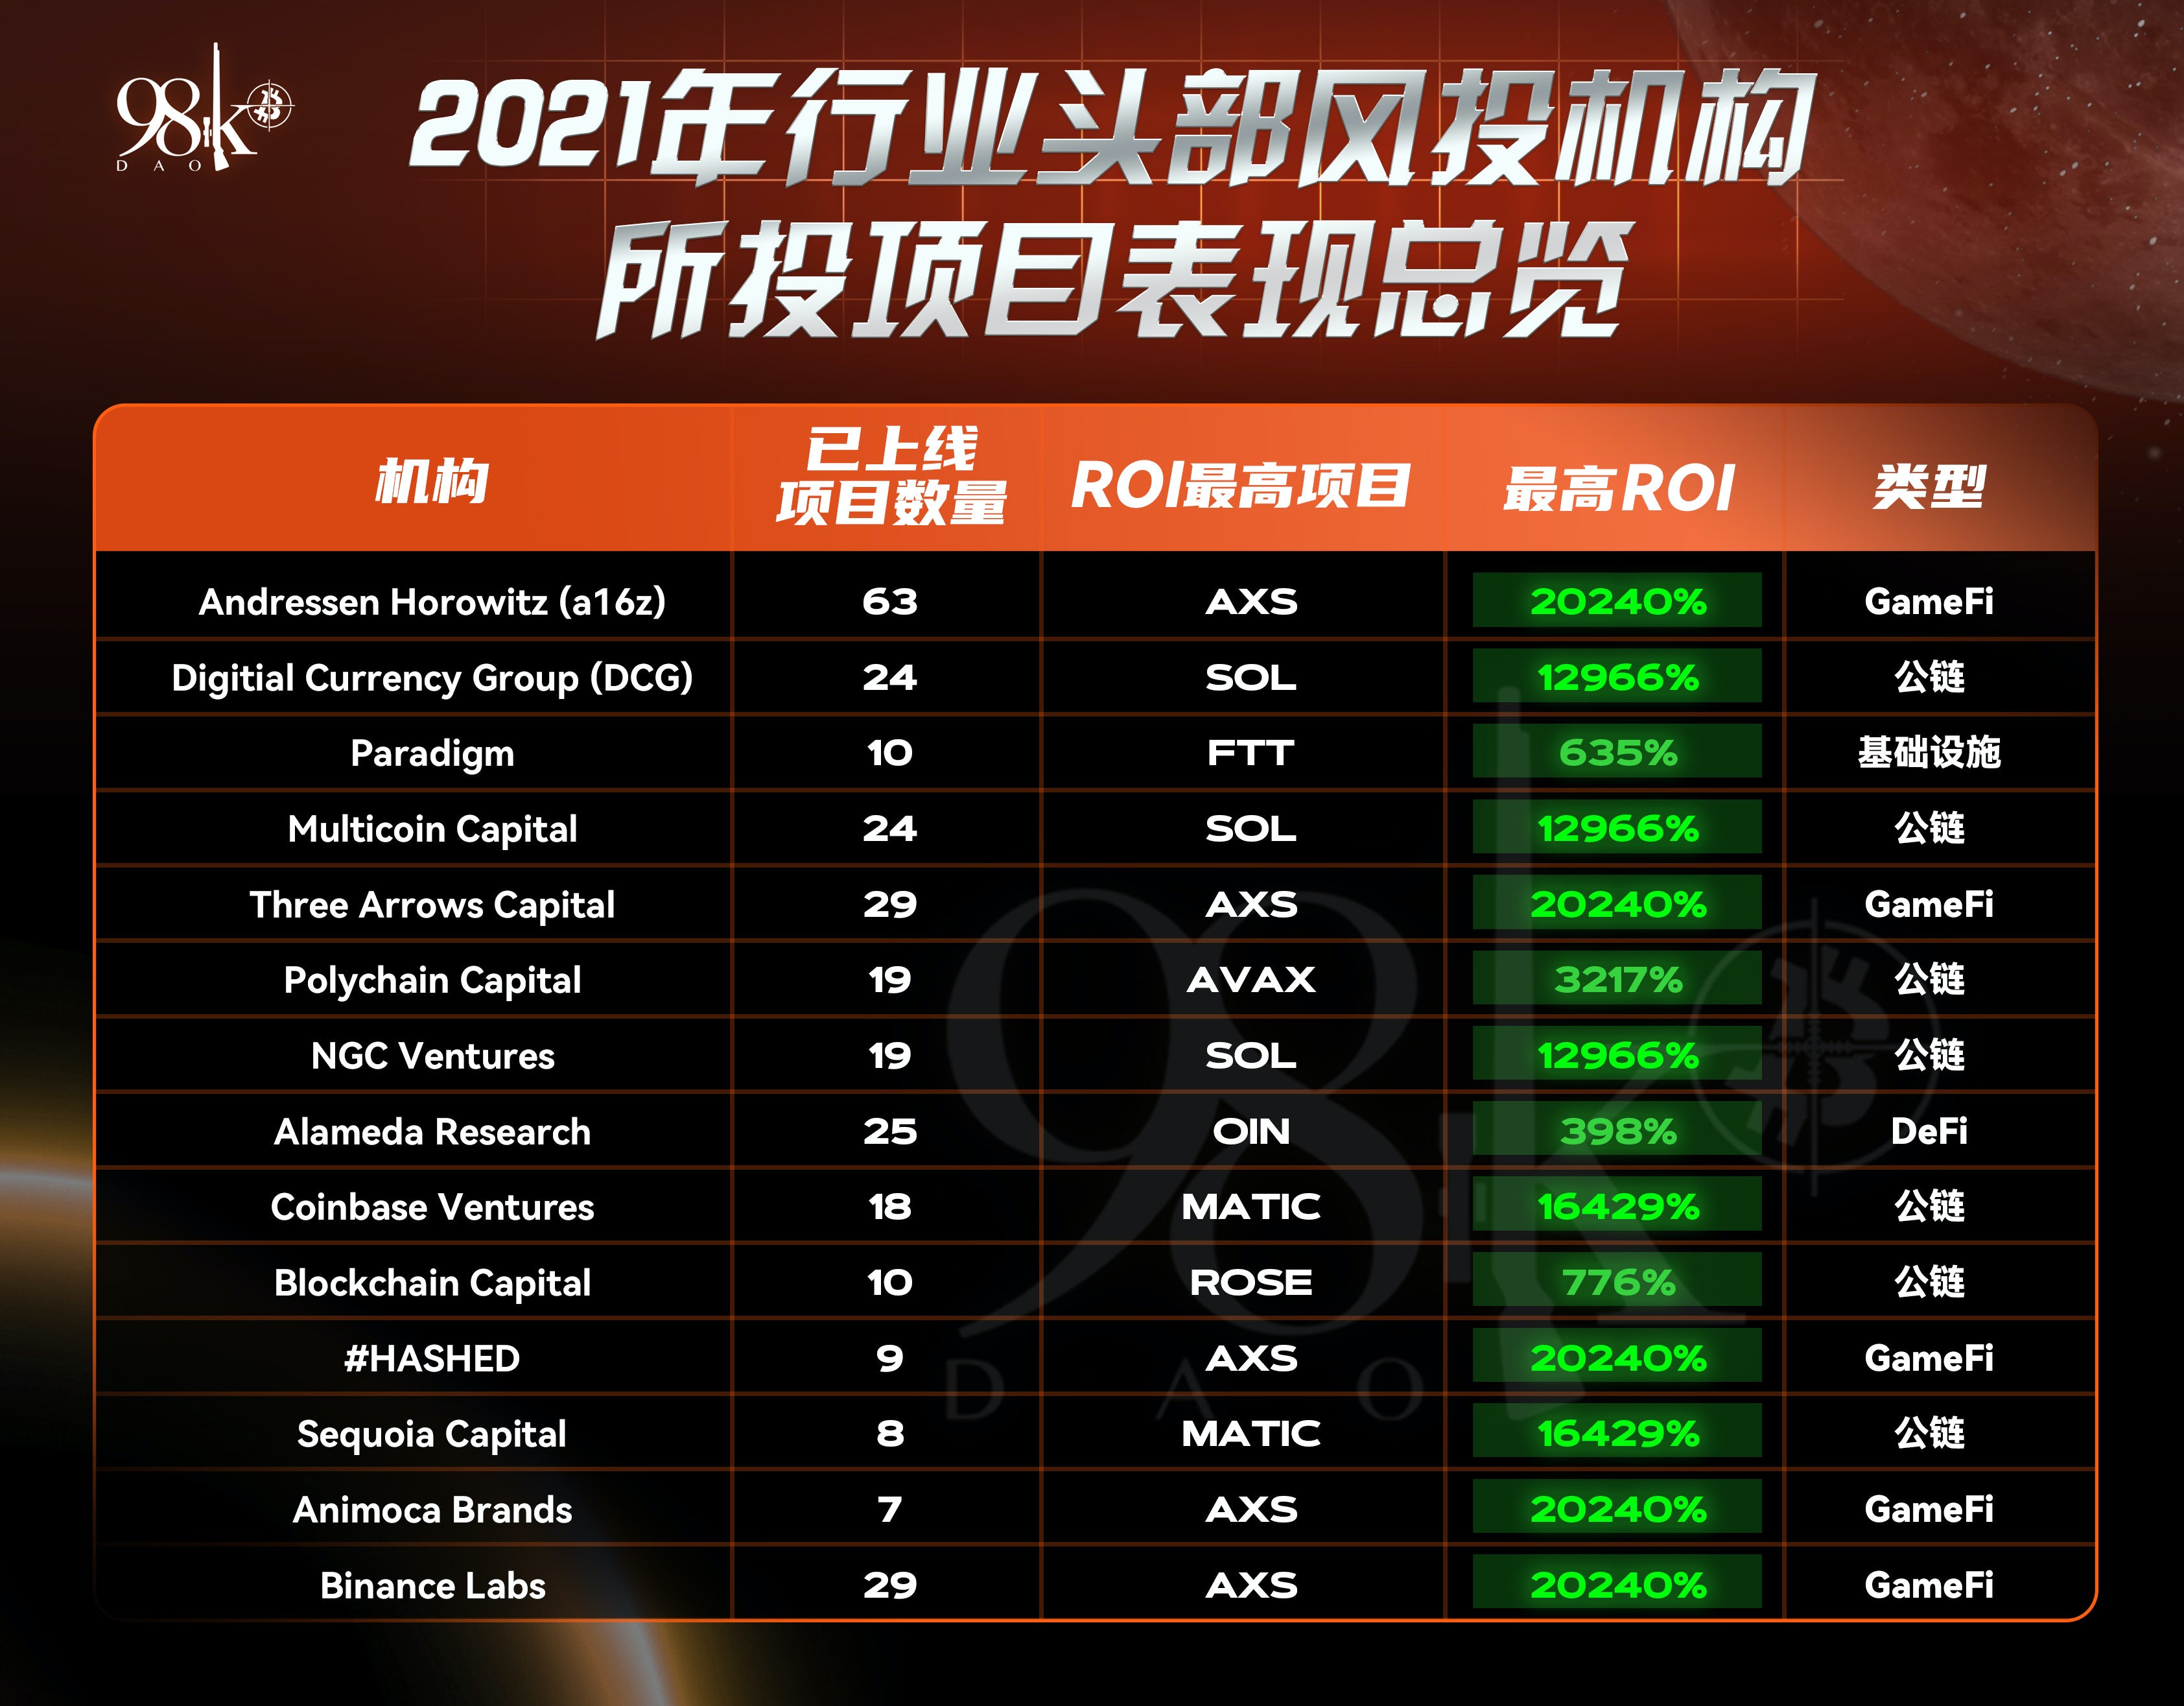 98k
DAO
2021年行业头部风投机构
所投项目表现总览
机构 已上线项目数量 ROI最高项目 最高ROI 类型
Andressen Horowitz (a16z) 63 AXS 20240% GameFi
Digitial Currency Group (DCG) 24 SOL 12966% 公链
Paradigm 10 FTT 635% 基础设施
Multicoin Capital 24 SOL 12966% 公链
Three Arrows Capital 29 AXS 20240% GameFi
Polychain Capital 19 AVAX 3217% 公链
NGC Ventures 19 SOL 12966% 公链
Alameda Research 25 OIN 398% DeFi
Coinbase Ventures 18 MATIC 16429% 公链
Blockchain Capital 10 ROSE 776% 公链
#HASHED 9 AXS 20240% GameFi
Sequoia Capital 8 MATIC 16429% 公链
Animoca Brands 7 AXS 20240% GameFi
Binance Labs 29 AXS 20240% GameFi
98k
DAO